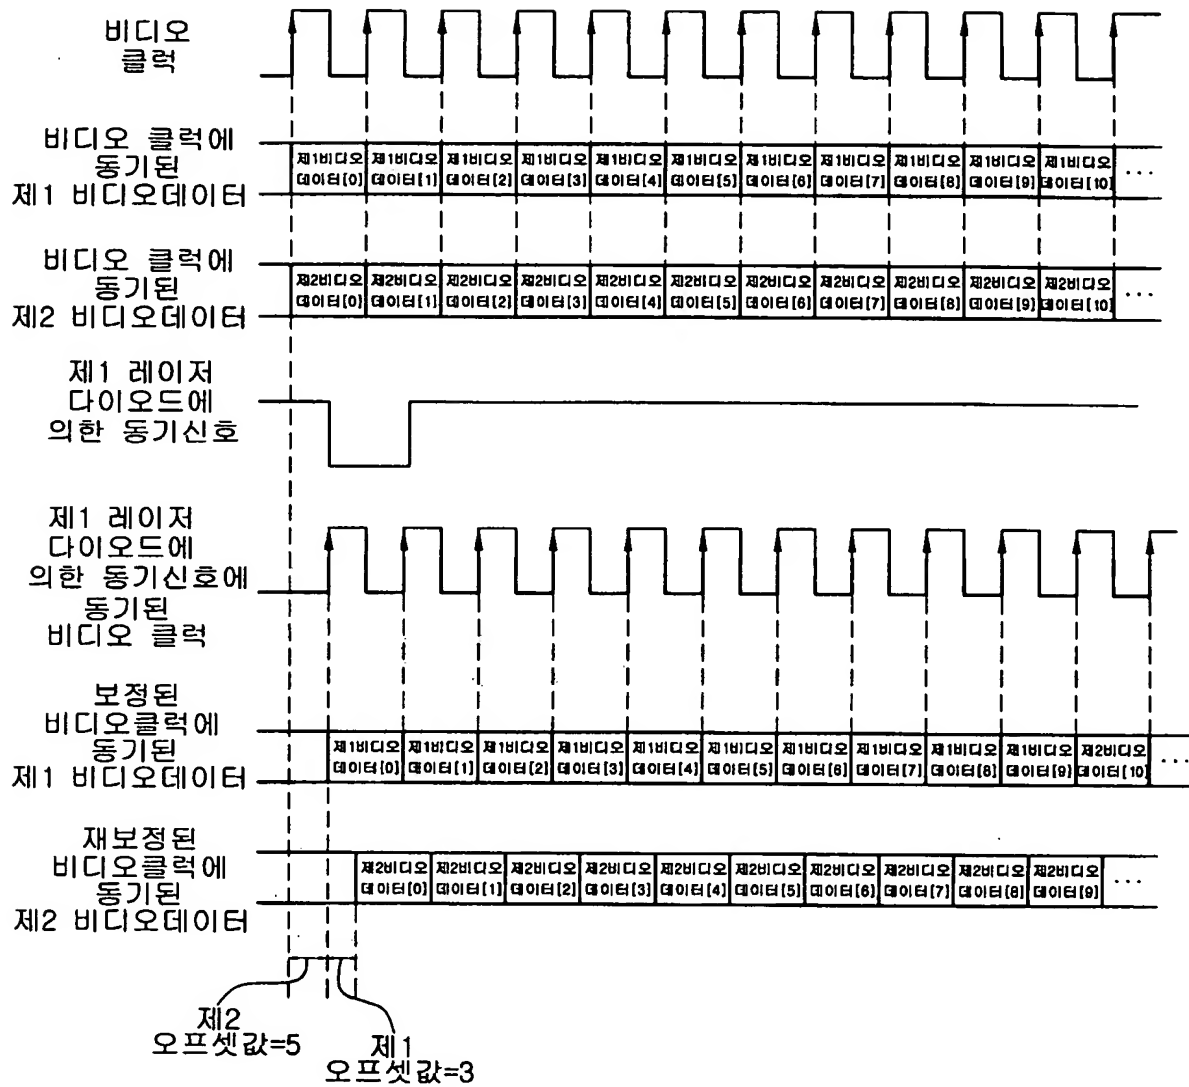 비디오
클럭
비디오 클럭에
동기된
제1 비디오데이터
제1비디오 제1비디오 제1비디오 제1비디오 제1비디오 제1비디오 제1비디오 제1비디오 제1비디오 제1비디오 제1비디오
데이터[0] 데이터[1] 데이터[2] 데이터[3] 데이터[4] 데이터[5] 데이터[6] 데이터[7] 데이터[8] 데이터[9] 데이터[10] ···
비디오 클럭에
동기된
제2 비디오데이터
제2비디오 제2비디오 제2비디오 제2비디오 제2비디오 제2비디오 제2비디오 제2비디오 제2비디오 제2비디오 제2비디오
데이터[0] 데이터[1] 데이터[2] 데이터[3] 데이터[4] 데이터[5] 데이터[6] 데이터[7] 데이터[8] 데이터[9] 데이터[10] ···
제1 레이저
다이오드에
의한 동기신호
제1 레이저
다이오드에
의한 동기신호에
동기된
비디오 클럭
보정된
비디오클럭에
동기된
제1 비디오데이터
제1비디오 제1비디오 제1비디오 제1비디오 제1비디오 제1비디오 제1비디오 제1비디오 제1비디오 제1비디오 제2비디오
데이터[0] 데이터[1] 데이터[2] 데이터[3] 데이터[4] 데이터[5] 데이터[6] 데이터[7] 데이터[8] 데이터[9] 데이터[10] ···
재보정된
비디오클럭에
동기된
제2 비디오데이터
제2비디오 제2비디오 제2비디오 제2비디오 제2비디오 제2비디오 제2비디오 제2비디오 제2비디오 제2비디오
데이터[0] 데이터[1] 데이터[2] 데이터[3] 데이터[4] 데이터[5] 데이터[6] 데이터[7] 데이터[8] 데이터[9] ···
제2
오프셋값=5
제1
오프셋값=3